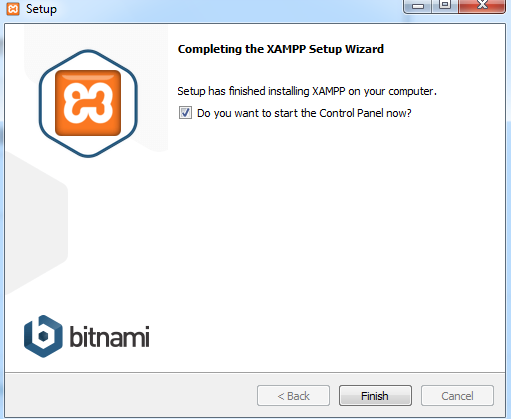 Setup
Completing the XAMPP Setup Wizard
Setup has finished installing XAMPP on your computer.
Do you want to start the Control Panel now?
bitnami
< Back
Finish
Cancel